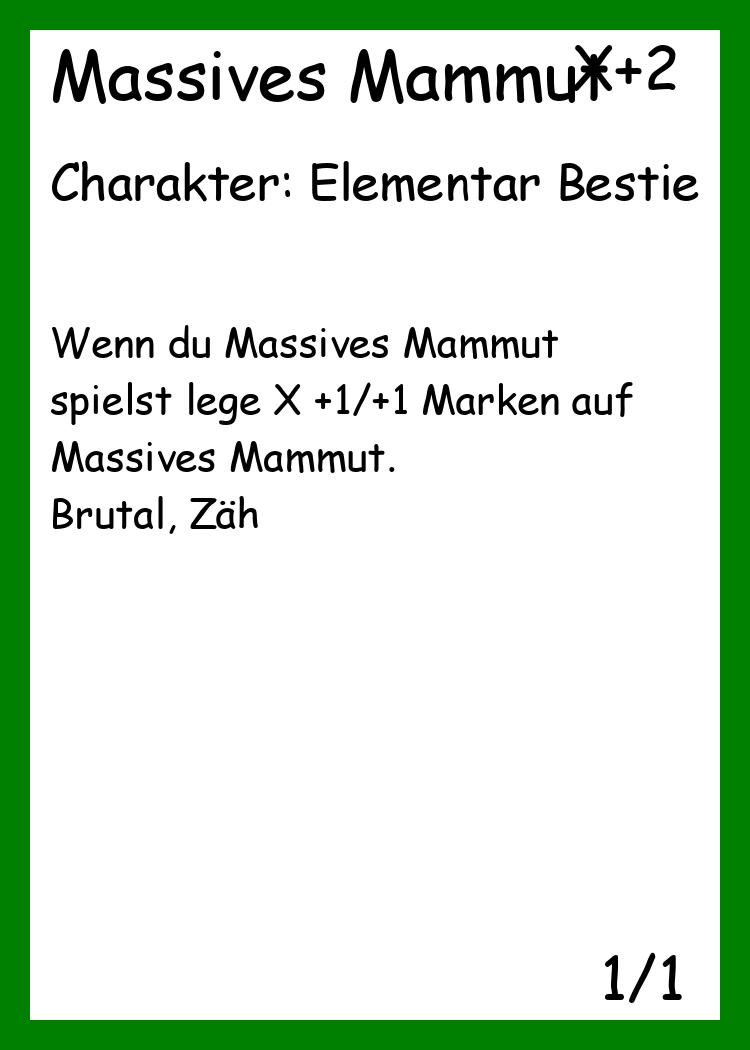 Massives Mammut X+2
Charakter: Elementar Bestie
Wenn du Massives Mammut
spielst lege X +1/+1 Marken auf
Massives Mammut.
Brutal, Zäh
1/1